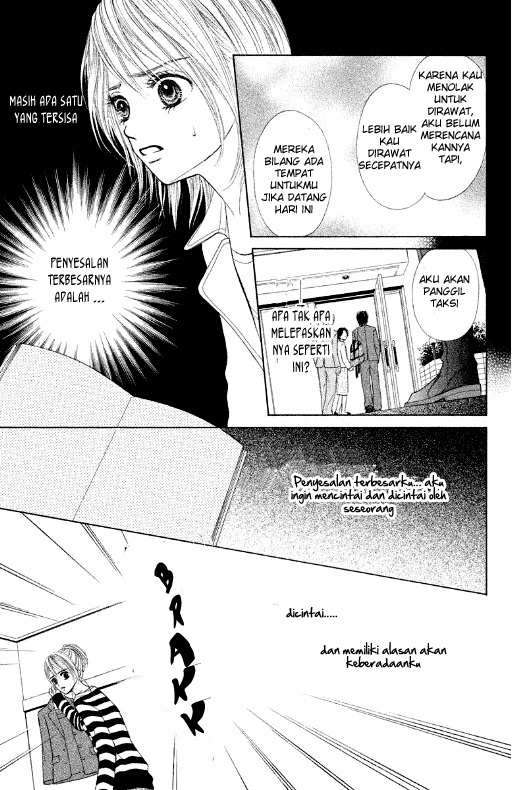 KARENA KAU
MENOLAK
UNTUK
DIRAWAT,
AKU BELUM
MERENCANA
KANNYA
TAPI,
LEBIH BAIK
KAU
DIRAWAT
SECEPATNYA
MEREKA
BILANG ADA
TEMPAT
UNTUKMU
JIKA DATANG
HARI INI
MASIH ADA SATU
YANG TERSISA
PENYESALAN
TERBESARNYA
APALAH ...
AKU AKAN
PANGGIL
TAKSI
APA TAK APA
MELEPASKAN
NYA SEPERTI
INI?
Penyesalan terbesarku... aku
ingin mencintai dan dicintai oleh
seseorang
dicintai.....
dan memiliki alasan akan
keberadaanku
BRAKK